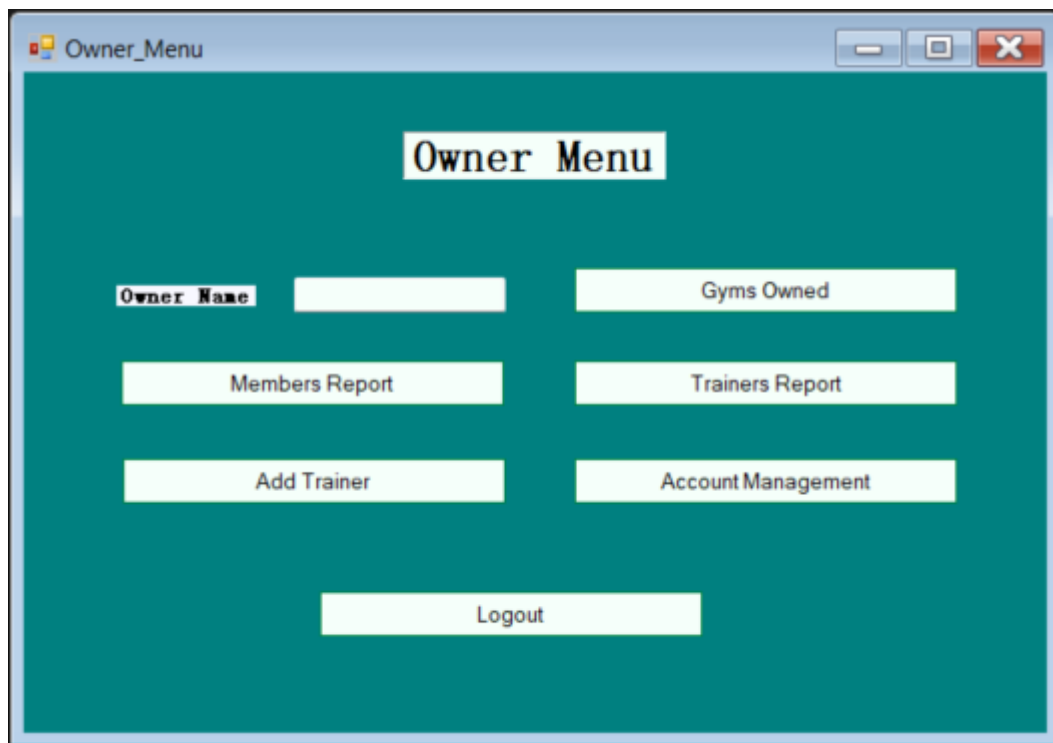 Owner_Menu
Owner Menu
Owner Name
Gyms Owned
Members Report
Trainers Report
Add Trainer
Account Management
Logout